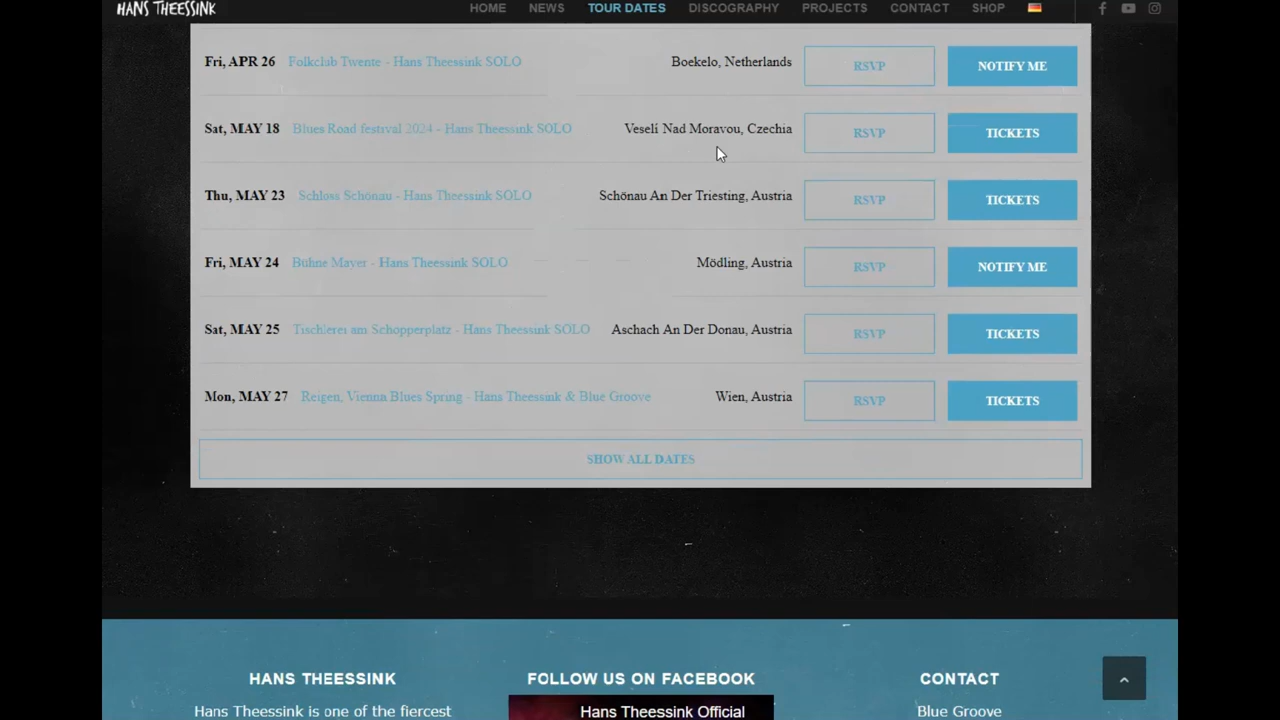 HANS THEESSINK HOME NEWS TOUR DATES DISCOGRAPHY PROJECTS CONTACT SHOP
Fri, APR 26 Folkclub Twente - Hans Theessink SOLO Boekelo, Netherlands RSVP NOTIFY ME
Sat, MAY 18 Blues Road festival 2024 - Hans Theessink SOLO Veselí Nad Moravou, Czechia RSVP TICKETS
Thu, MAY 23 Schloss Schönau - Hans Theessink SOLO Schönau An Der Triesting, Austria RSVP TICKETS
Fri, MAY 24 Bühne Mayer - Hans Theessink SOLO Mödling, Austria RSVP NOTIFY ME
Sat, MAY 25 Tischlerei am Schopperplatz - Hans Theessink SOLO Aschach An Der Donau, Austria RSVP TICKETS
Mon, MAY 27 Reigen, Vienna Blues Spring - Hans Theessink & Blue Groove Wien, Austria RSVP TICKETS
SHOW ALL DATES
HANS THEESSINK FOLLOW US ON FACEBOOK CONTACT
Hans Theessink is one of the fiercest Hans Theessink Official Blue Groove